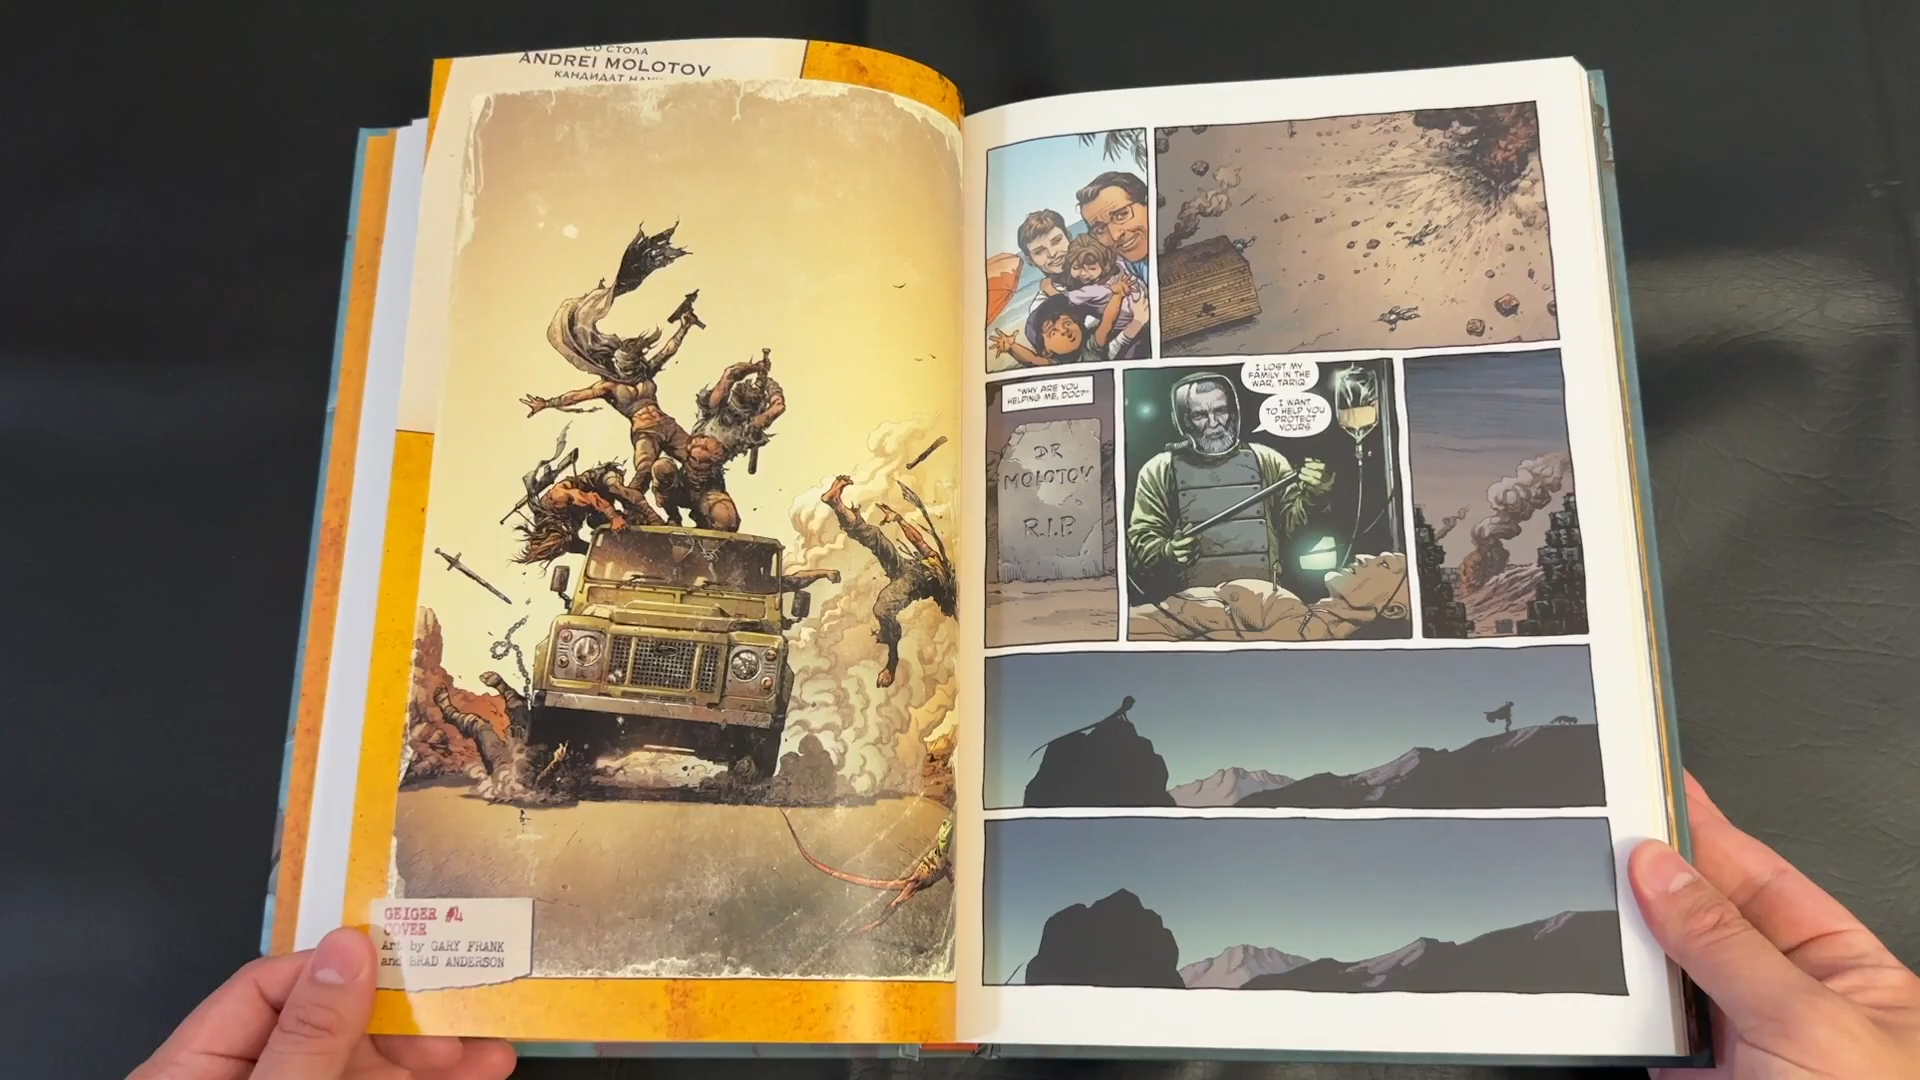 СО СТОЛА
ANDREI MOLOTOV
КАНДИДАТ
GEIGER #4
COVER
Art by GARY FRANK
and BRAD ANDERSON
"WHY ARE YOU
HELPING ME, DOC?"
DR
MOLOTOV
R.I.P.
I LOST MY
FAMILY IN THE
WAR, TARIQ.
I WANT
TO HELP YOU
PROTECT
YOURS.